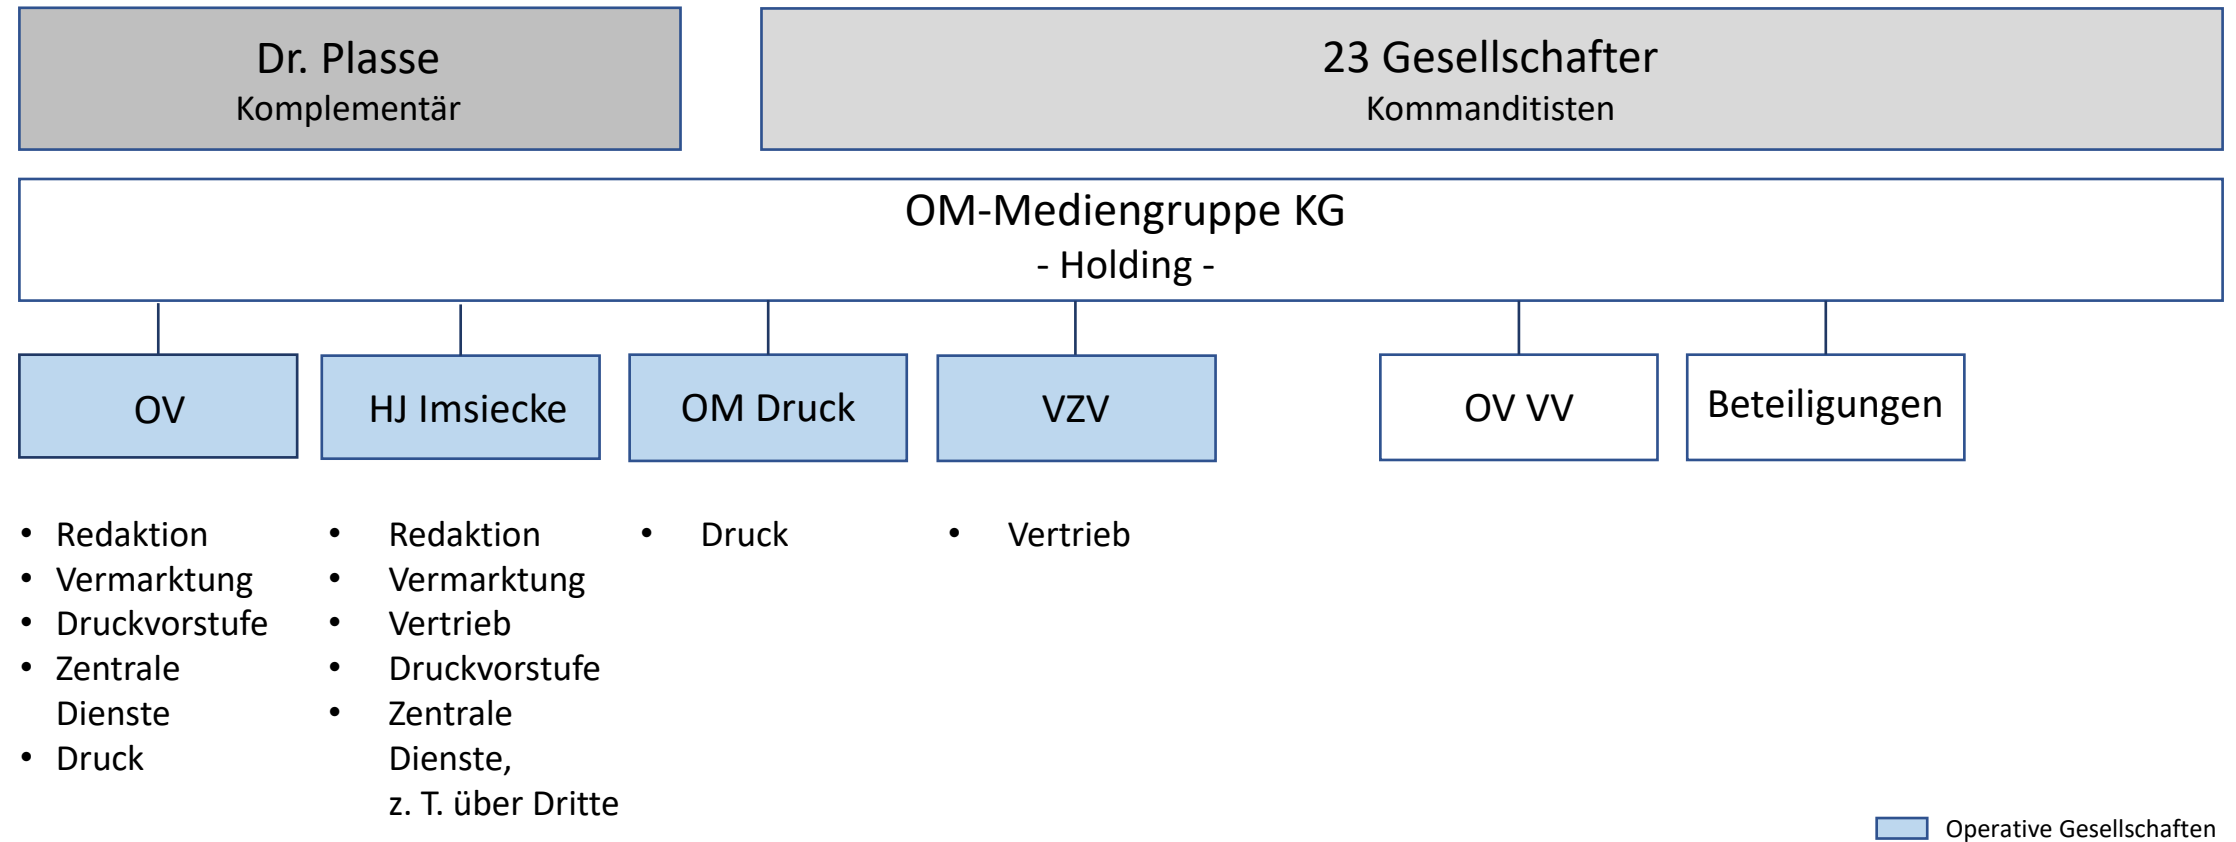 Dr. Plasse
Komplementär
23 Gesellschafter
Kommanditisten
OM-Mediengruppe KG
- Holding -
OV
HJ Imsiecke
OM Druck
VZV
OV VV
Beteiligungen
• Redaktion
• Vermarktung
• Druckvorstufe
• Zentrale
Dienste
• Druck
• Redaktion
• Vermarktung
• Vertrieb
• Druckvorstufe
• Zentrale
Dienste,
z. T. über Dritte
• Druck
• Vertrieb
Operative Gesellschaften